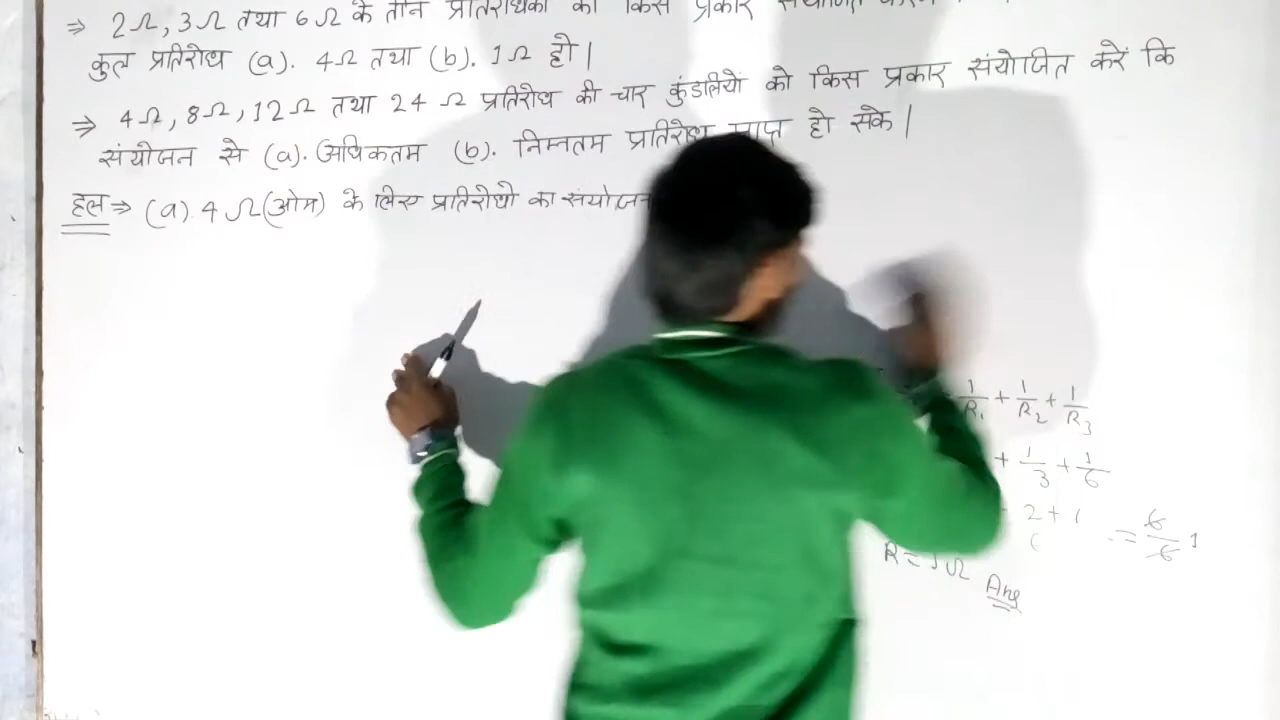 ⇒ 2Ω, 3Ω तथा 6Ω के तीन प्रतिरोधकों को किस प्रकार संयोजित
कुल प्रतिरोध (a). 4Ω तथा (b). 1Ω हो।
⇒ 4Ω, 8Ω, 12Ω तथा 24 Ω प्रतिरोध की चार कुंडलियों को किस प्रकार संयोजित करें कि
संयोजन से (a). अधिकतम (b). निम्नतम प्रतिरोध प्राप्त हो सके।
हल⇒ (a). 4Ω(ओम) के लिए प्रतिरोधो का संयोजन
1/R₁ + 1/R₂ + 1/R₃
+ 1/3 + 1/6
2 + 1 = 6/6 1
R = 1Ω Ans